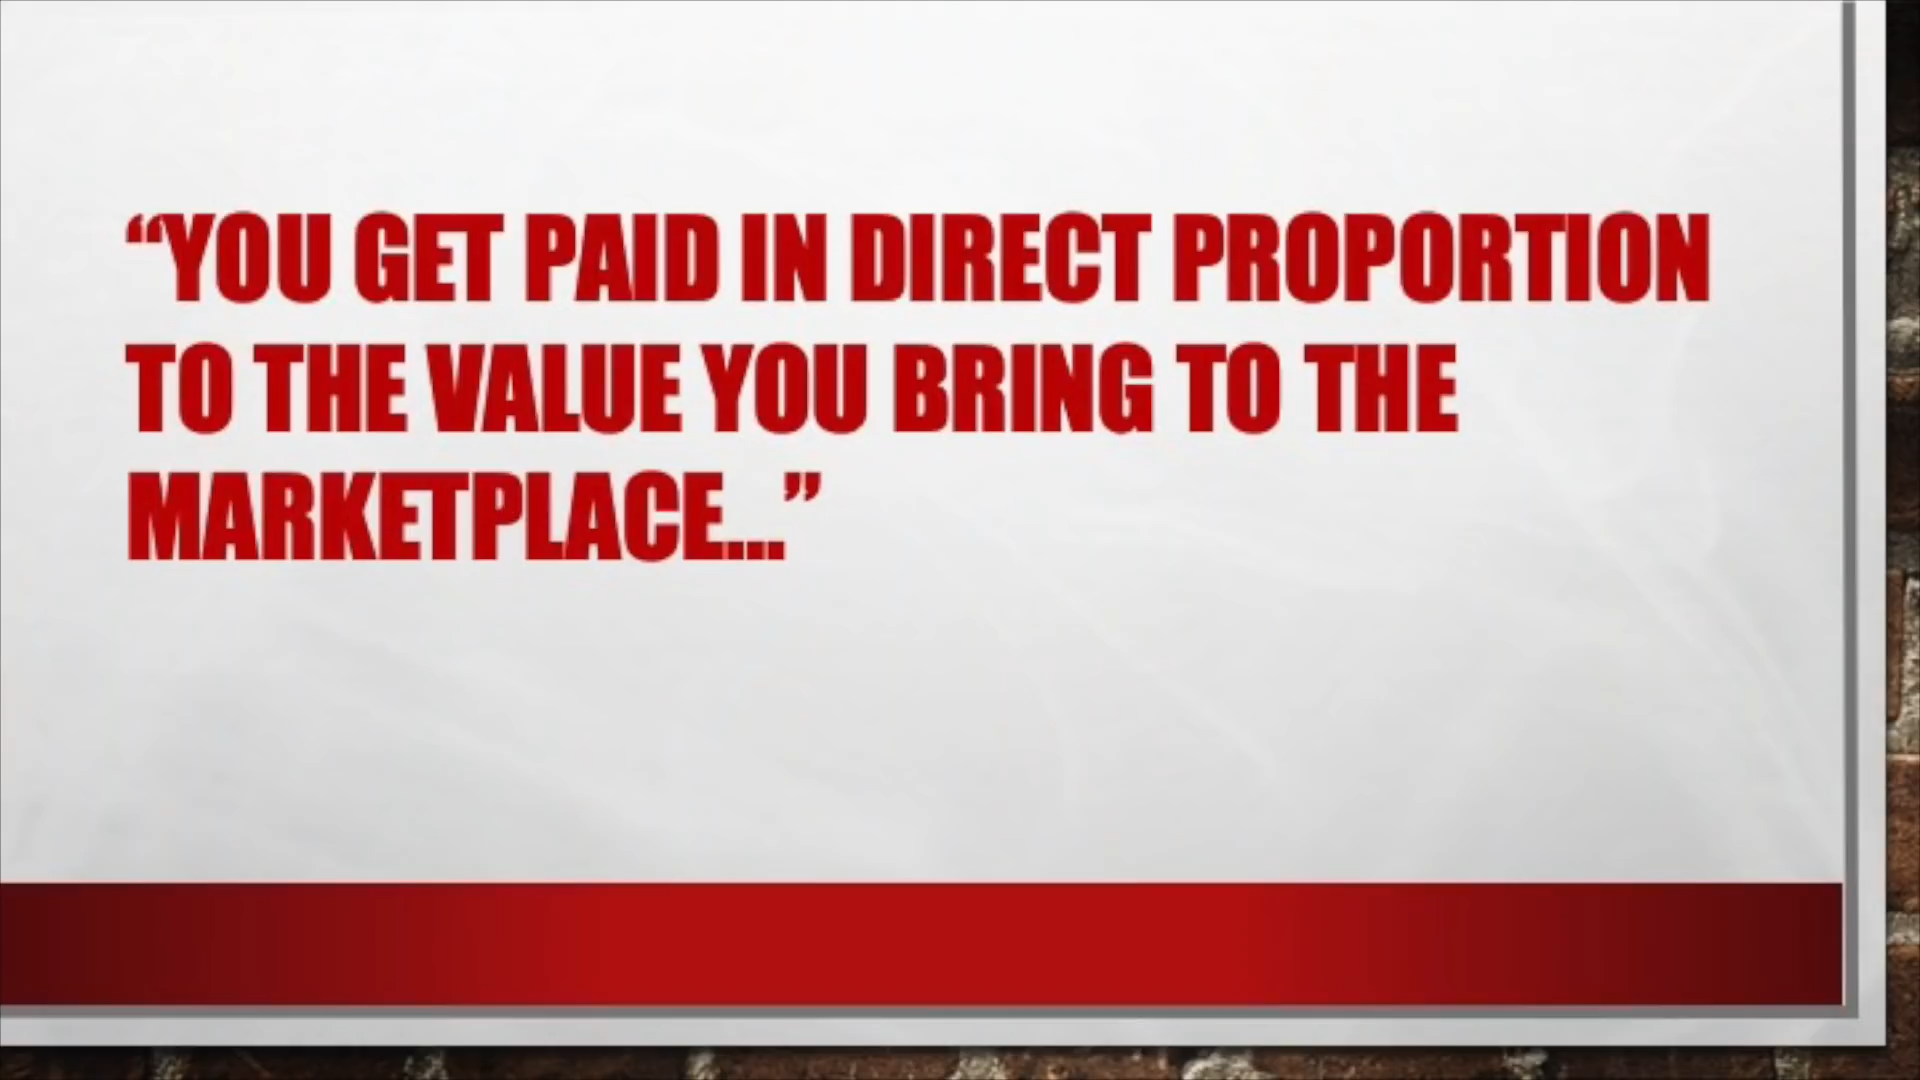 “YOU GET PAID IN DIRECT PROPORTION
TO THE VALUE YOU BRING TO THE
MARKETPLACE...”